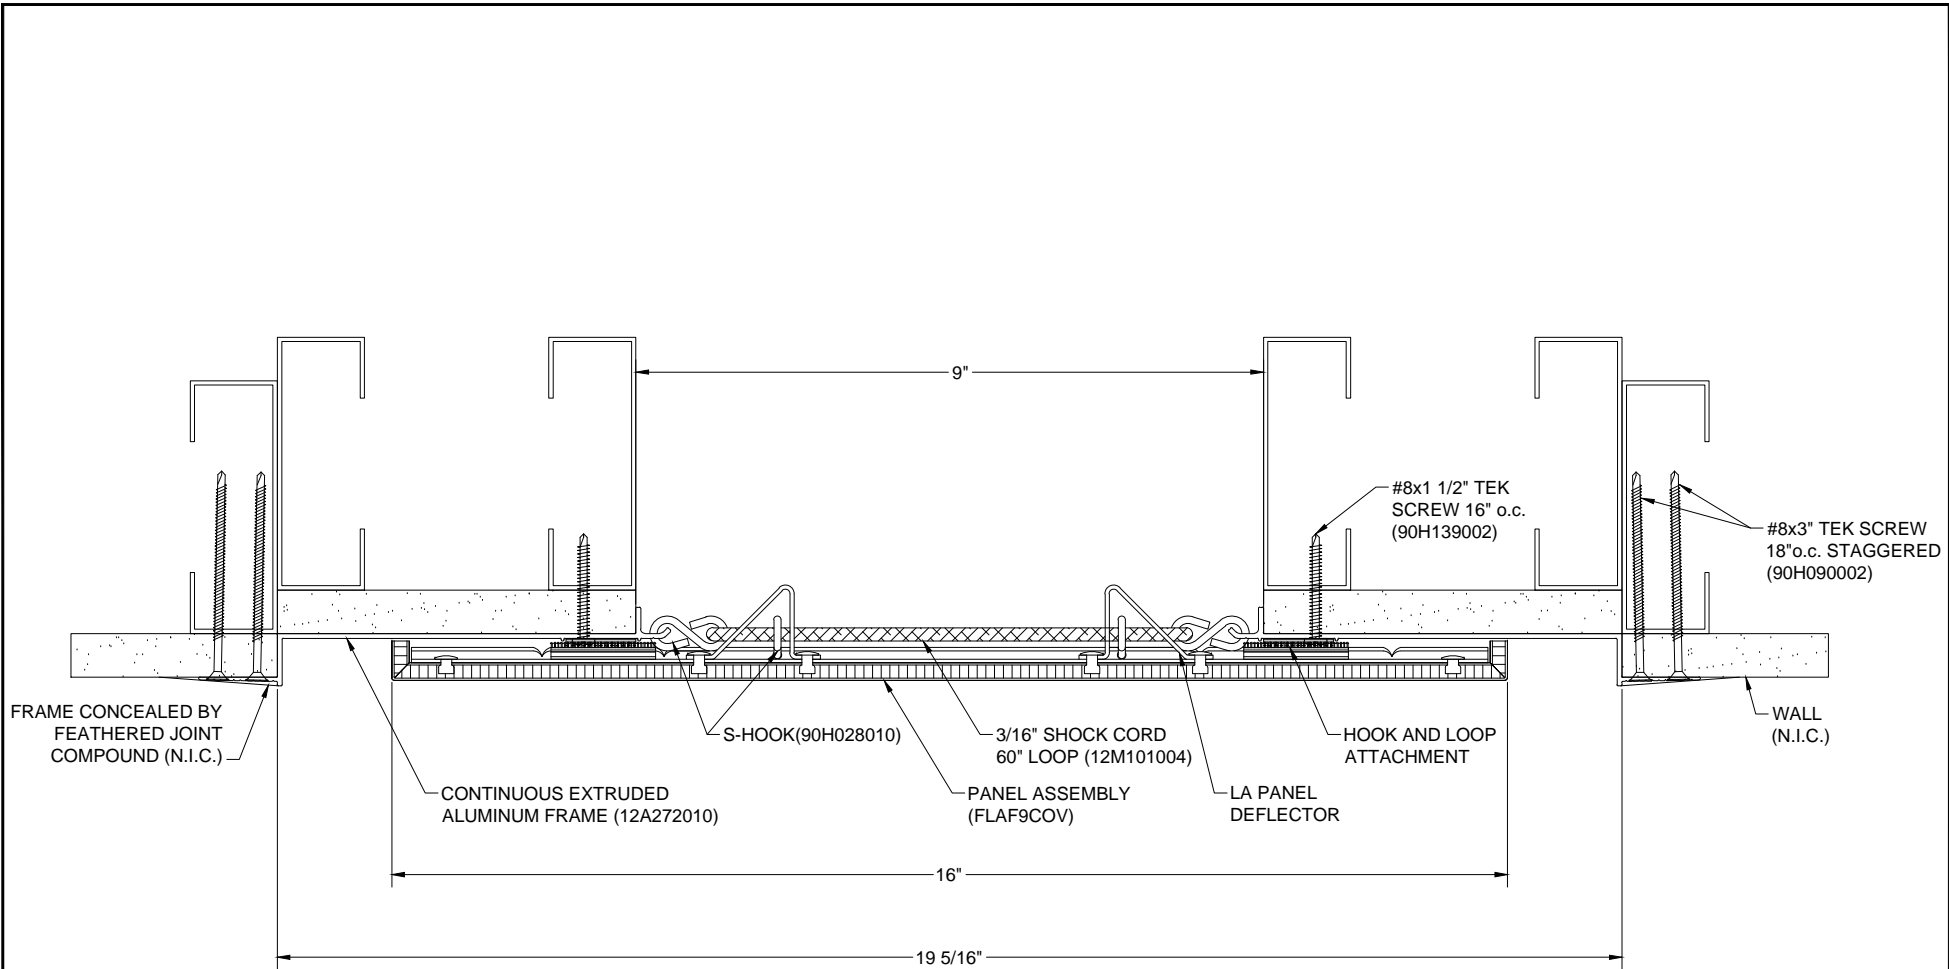 9"
#8x1 1/2" TEK
SCREW 16" o.c.
(90H139002)
#8x3" TEK SCREW
18"o.c. STAGGERED
(90H090002)
FRAME CONCEALED BY
FEATHERED JOINT
COMPOUND (N.I.C.)
S-HOOK(90H028010)
3/16" SHOCK CORD
60" LOOP (12M101004)
HOOK AND LOOP
ATTACHMENT
WALL
(N.I.C.)
CONTINUOUS EXTRUDED
ALUMINUM FRAME (12A272010)
PANEL ASSEMBLY
(FLAF9COV)
LA PANEL
DEFLECTOR
16"
19 5/16"